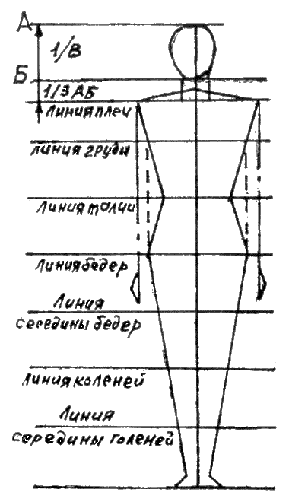 А
1/8
Б
1/3 АБ
Линия плеч
линия груди
линия талии
Линия бедер
Линия
середины бедер
Линия коленей
Линия
середины голеней